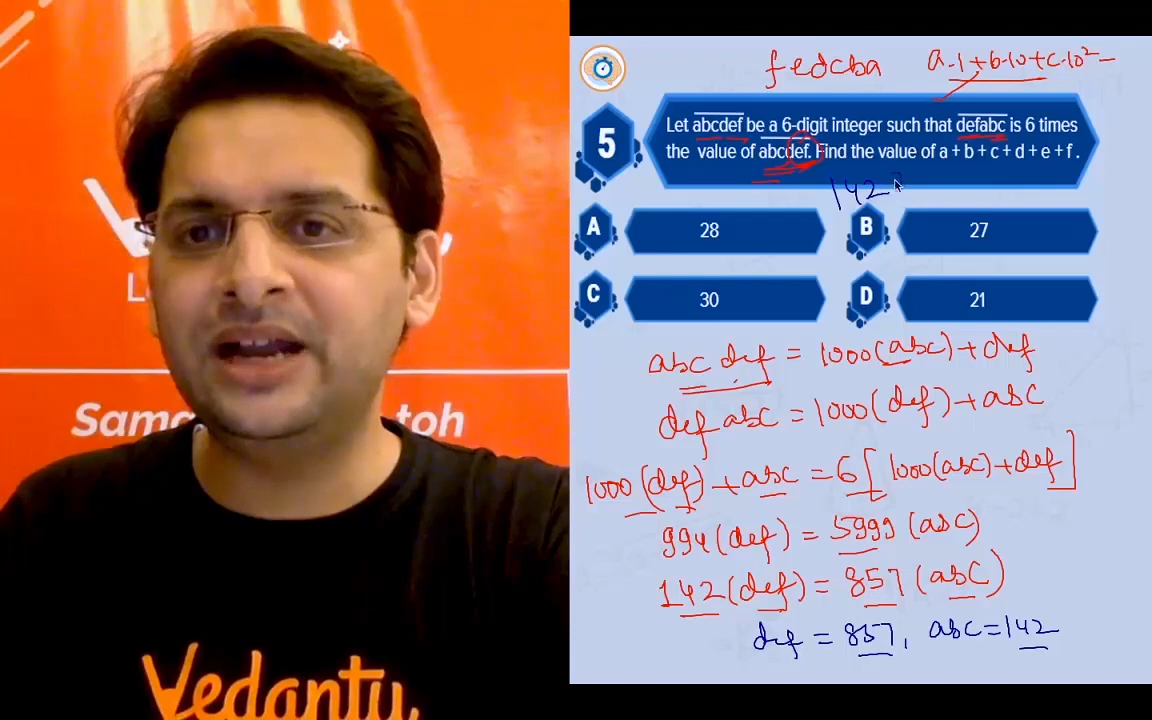 fedcba a·1+b·10+c·10²−
5
Let abcdef be a 6-digit integer such that defabc is 6 times
the value of abcdef. Find the value of a + b + c + d + e + f .
142
A 28
B 27
C 30
D 21
abc def = 1000(abc)+def
def abc = 1000(def)+abc
1000(def)+abc = 6[1000(abc)+def]
994(def) = 5999(abc)
142(def) = 857(abc)
def = 857, abc=142
toh
Vedantu